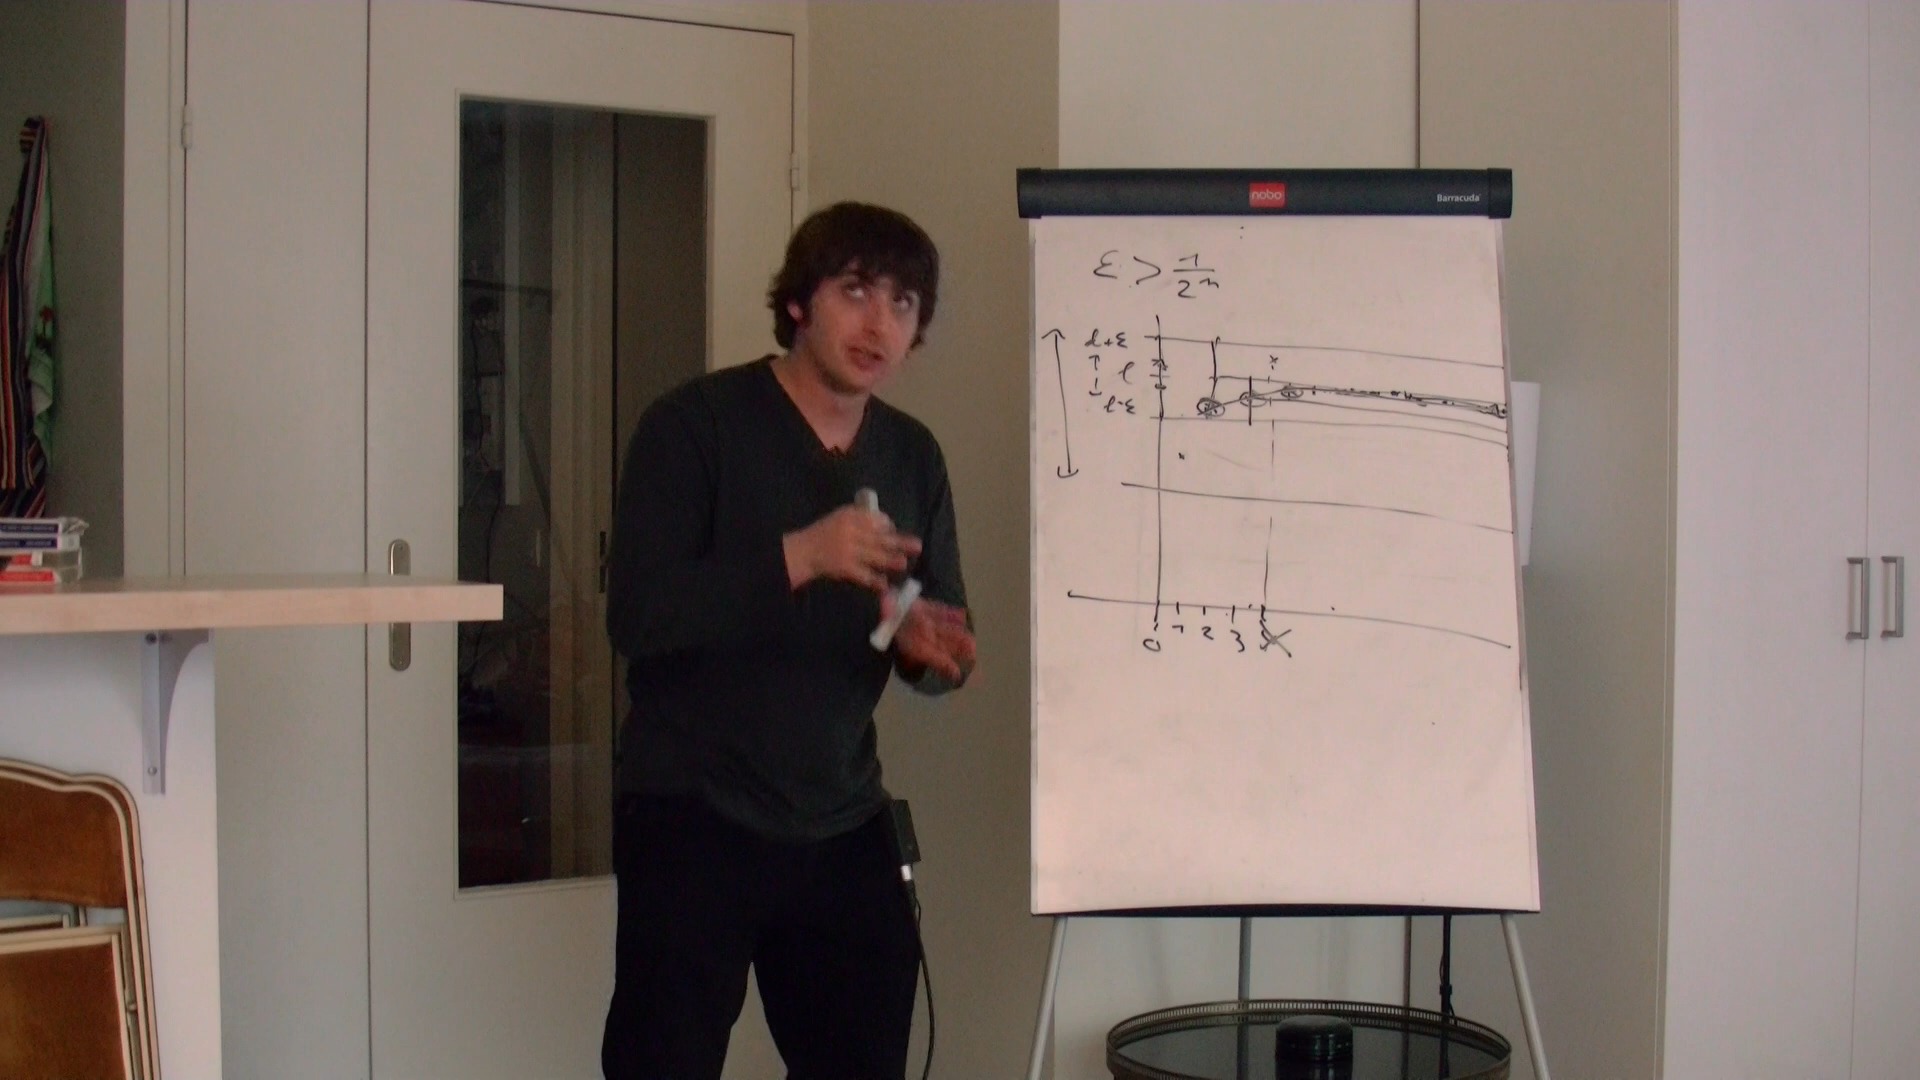 nobo
Barracuda
ε > 1/2ⁿ
l+ε
l
l-ε
0 1 2 3